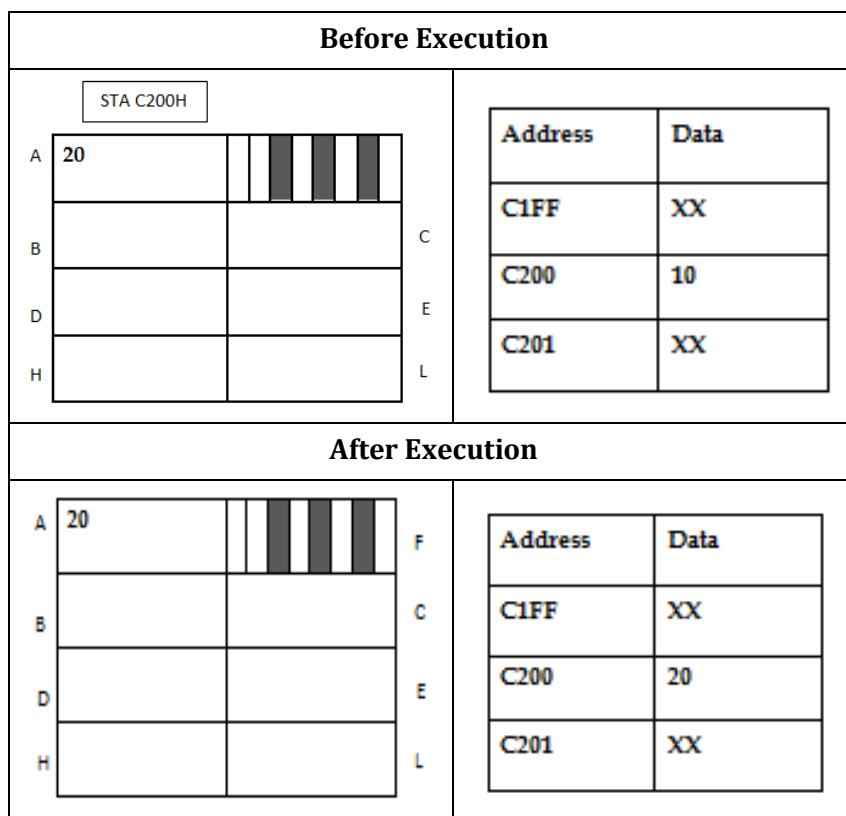 Before Execution
STA C200H
A 20
B C
D E
H L
Address Data
C1FF XX
C200 10
C201 XX
After Execution
A 20 F
B C
D E
H L
Address Data
C1FF XX
C200 20
C201 XX